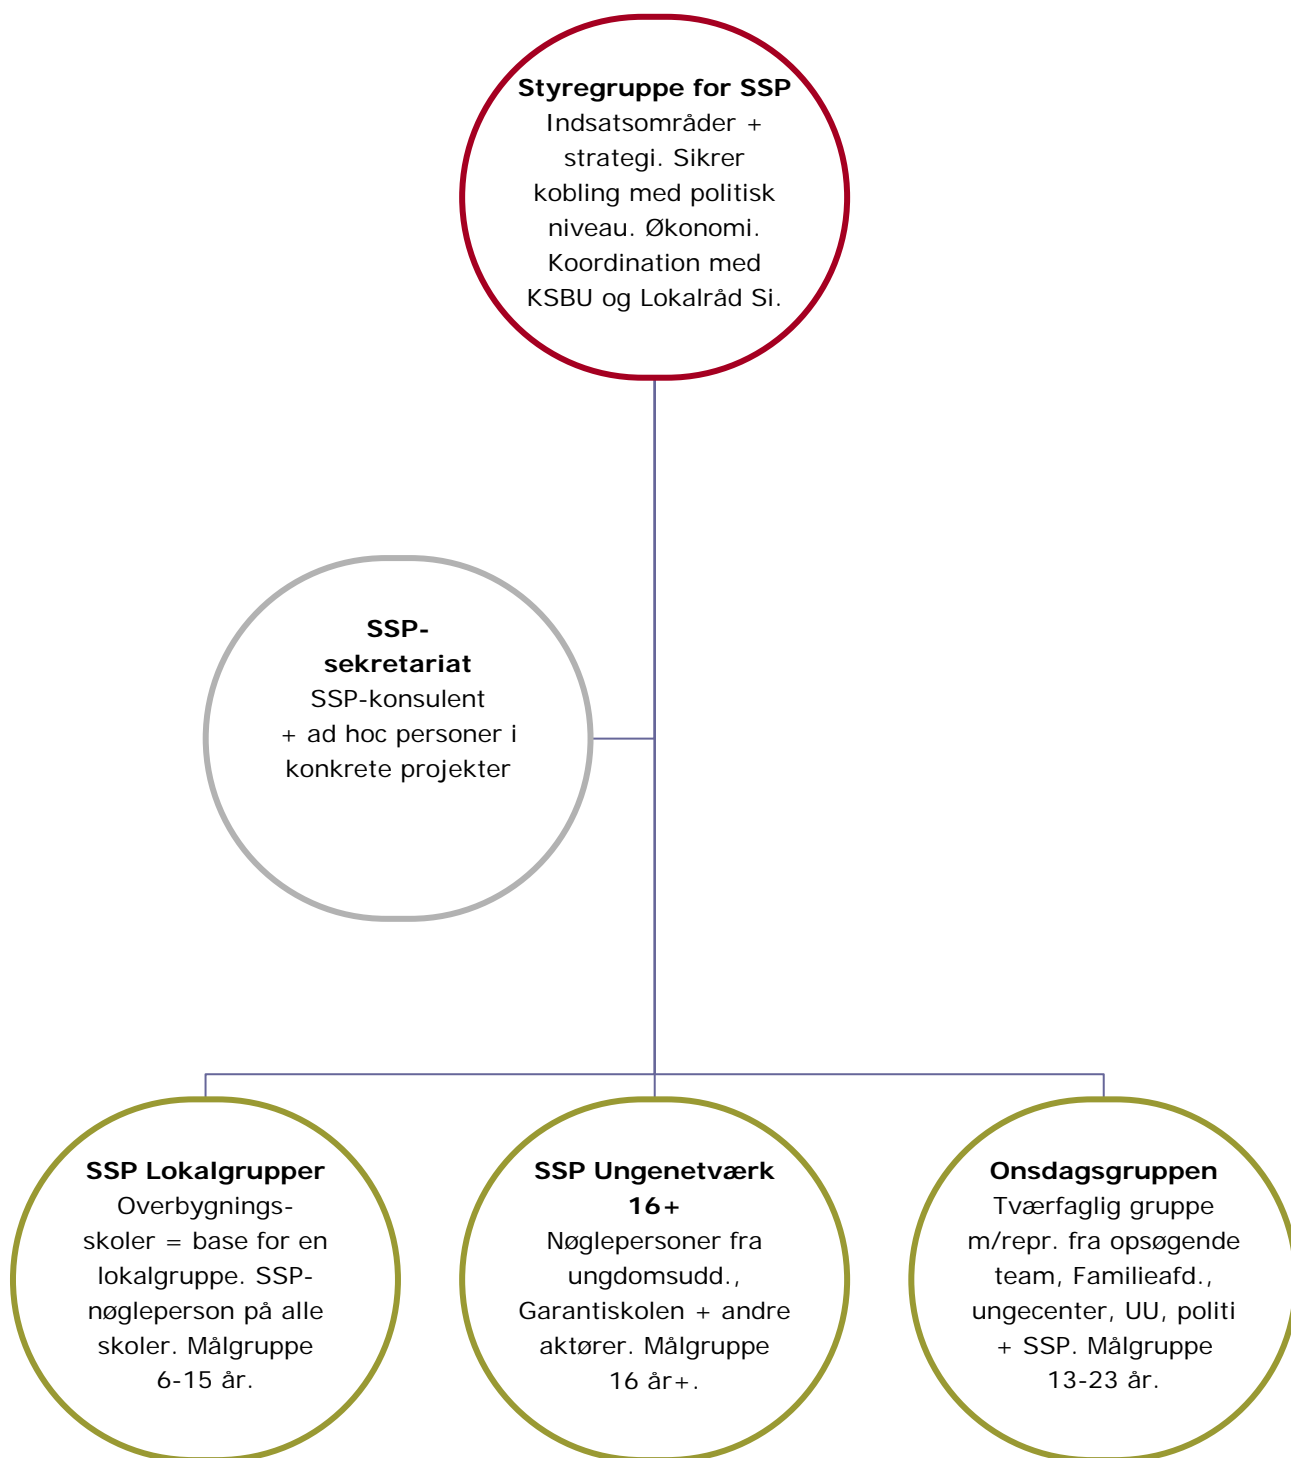 Styregruppe for SSP
Indsatsområder +
strategi. Sikrer
kobling med politisk
niveau. Økonomi.
Koordination med
KSBU og Lokalråd Si.
SSP-
sekretariat
SSP-konsulent
+ ad hoc personer i
konkrete projekter
SSP Lokalgrupper
Overbygnings-
skoler = base for en
lokalgruppe. SSP-
nøgleperson på alle
skoler. Målgruppe
6-15 år.
SSP Ungenetværk
16+
Nøglepersoner fra
ungdomsudd.,
Garantiskolen + andre
aktører. Målgruppe
16 år+.
Onsdagsgruppen
Tværfaglig gruppe
m/repr. fra opsøgende
team, Familieafd.,
ungecenter, UU, politi
+ SSP. Målgruppe
13-23 år.